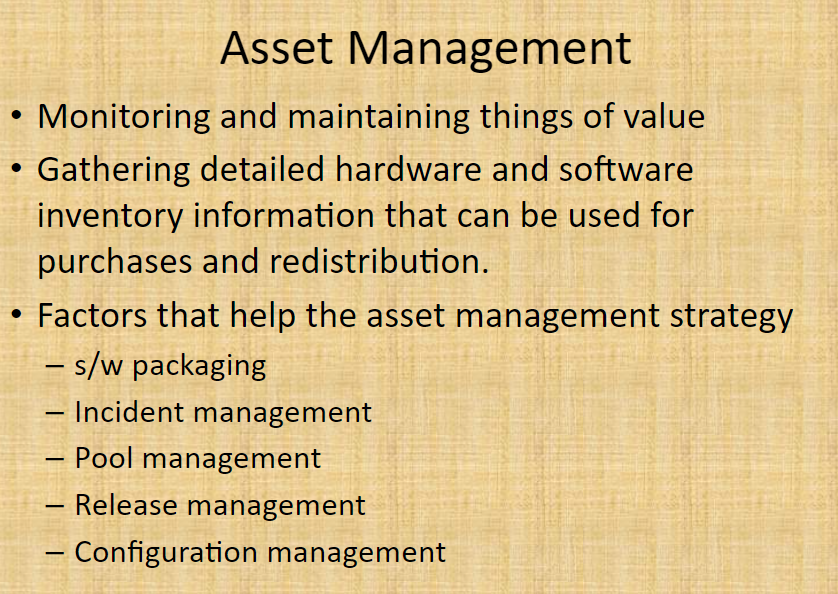 Asset Management
• Monitoring and maintaining things of value
• Gathering detailed hardware and software
inventory information that can be used for
purchases and redistribution.
• Factors that help the asset management strategy
– s/w packaging
– Incident management
– Pool management
– Release management
– Configuration management